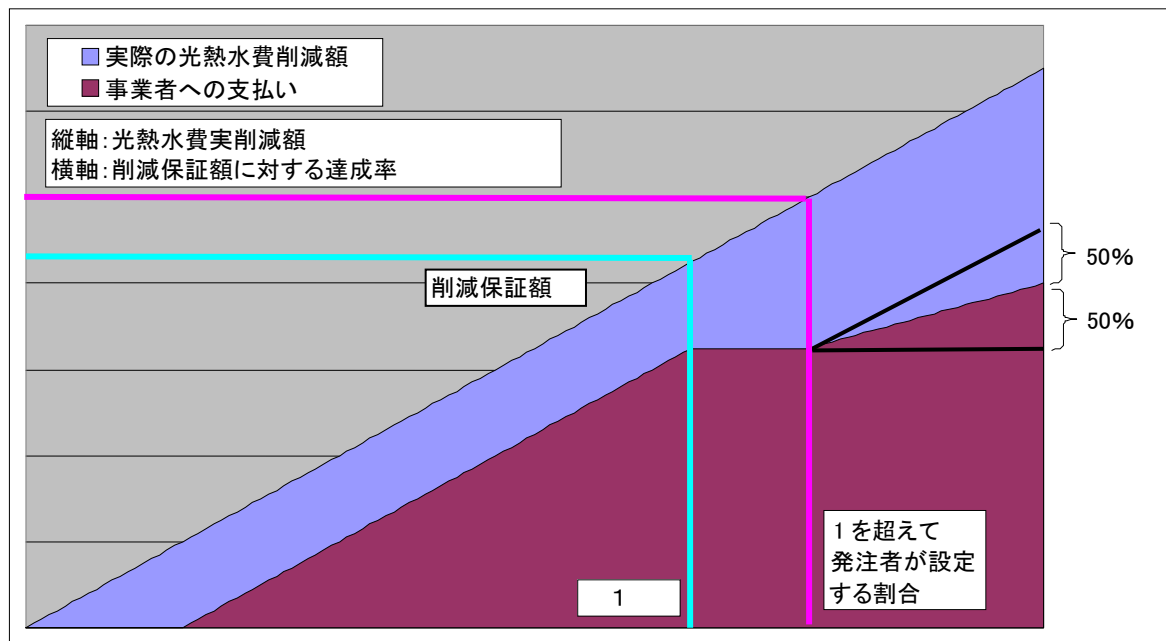 実際の光熱水費削減額
事業者への支払い
縦軸:光熱水費実削減額
横軸:削減保証額に対する達成率
削減保証額
50%
50%
1
1を超えて
発注者が設定
する割合